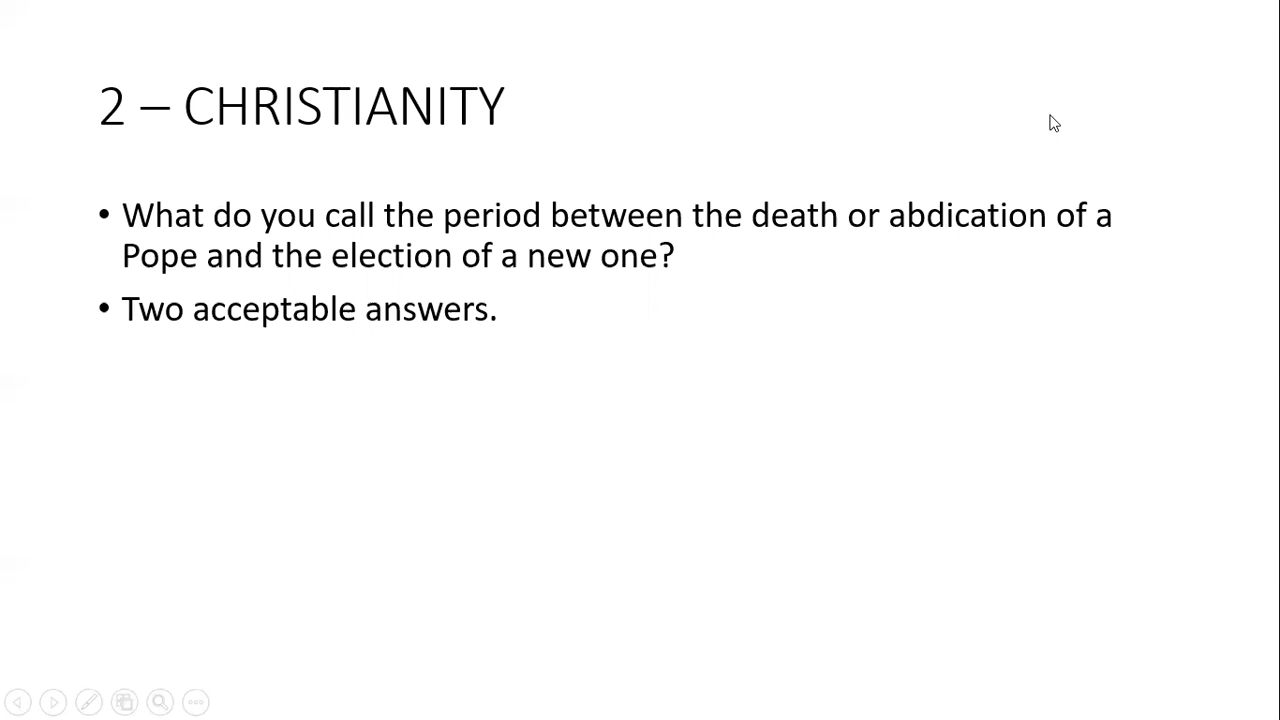 2 – CHRISTIANITY
• What do you call the period between the death or abdication of a
Pope and the election of a new one?
• Two acceptable answers.